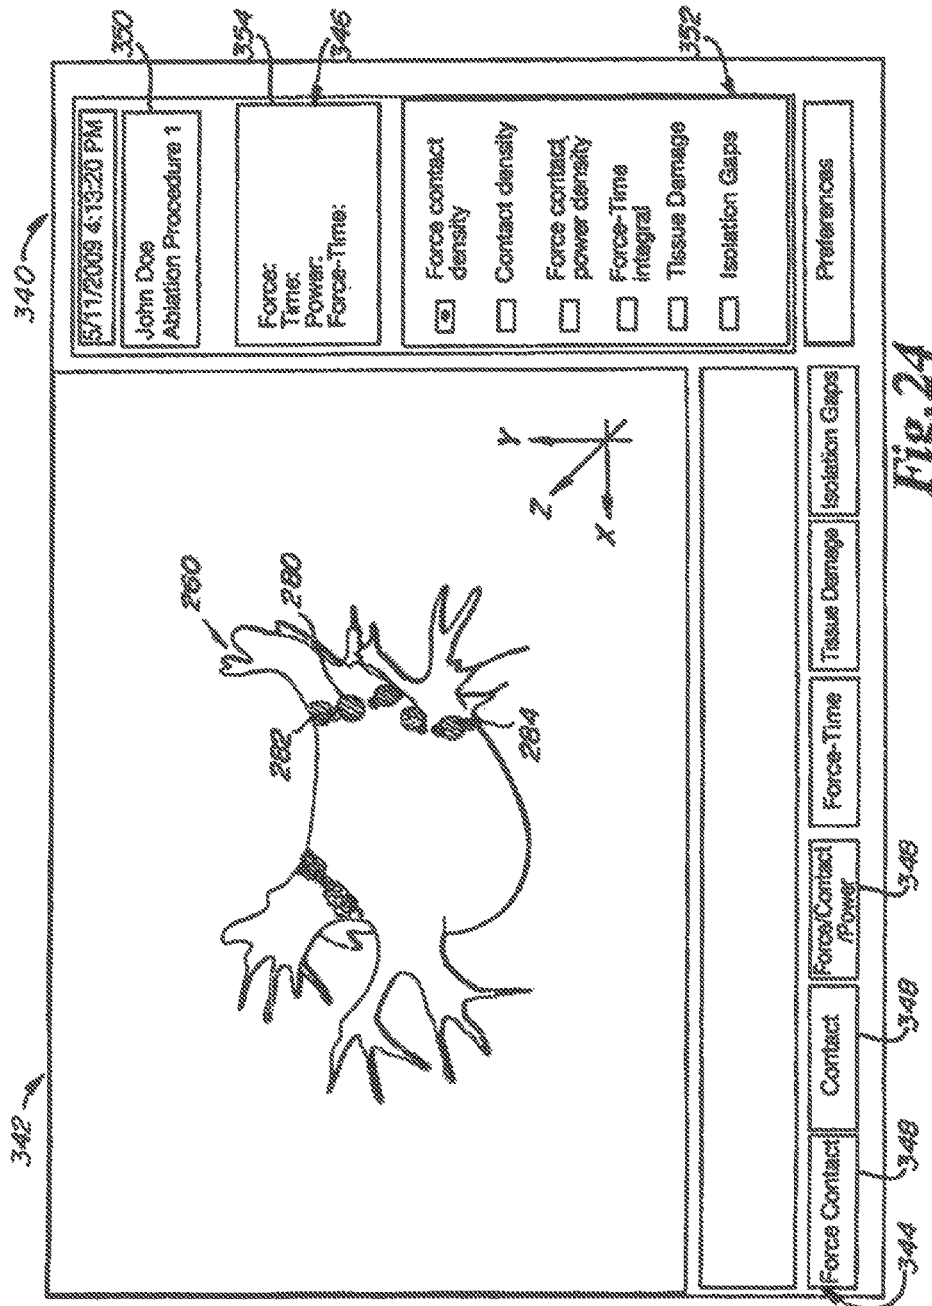 340
342
5/11/2009 4:19:20 PM
350
John Doe
Ablation Procedure 1
354
346
Force:
Time:
Power:
Force-Time:
352
Force contact
density
Contact density
Force contact
power density
Force-Time
integral
Tissue Damage
Isolation Gaps
260
280
282
284
Y
Z
X
Force Contact
Contact
Force/Contact
/Power
Force-Time
Tissue Damage
Isolation Gaps
Preferences
344
348
348
348
Fig. 24